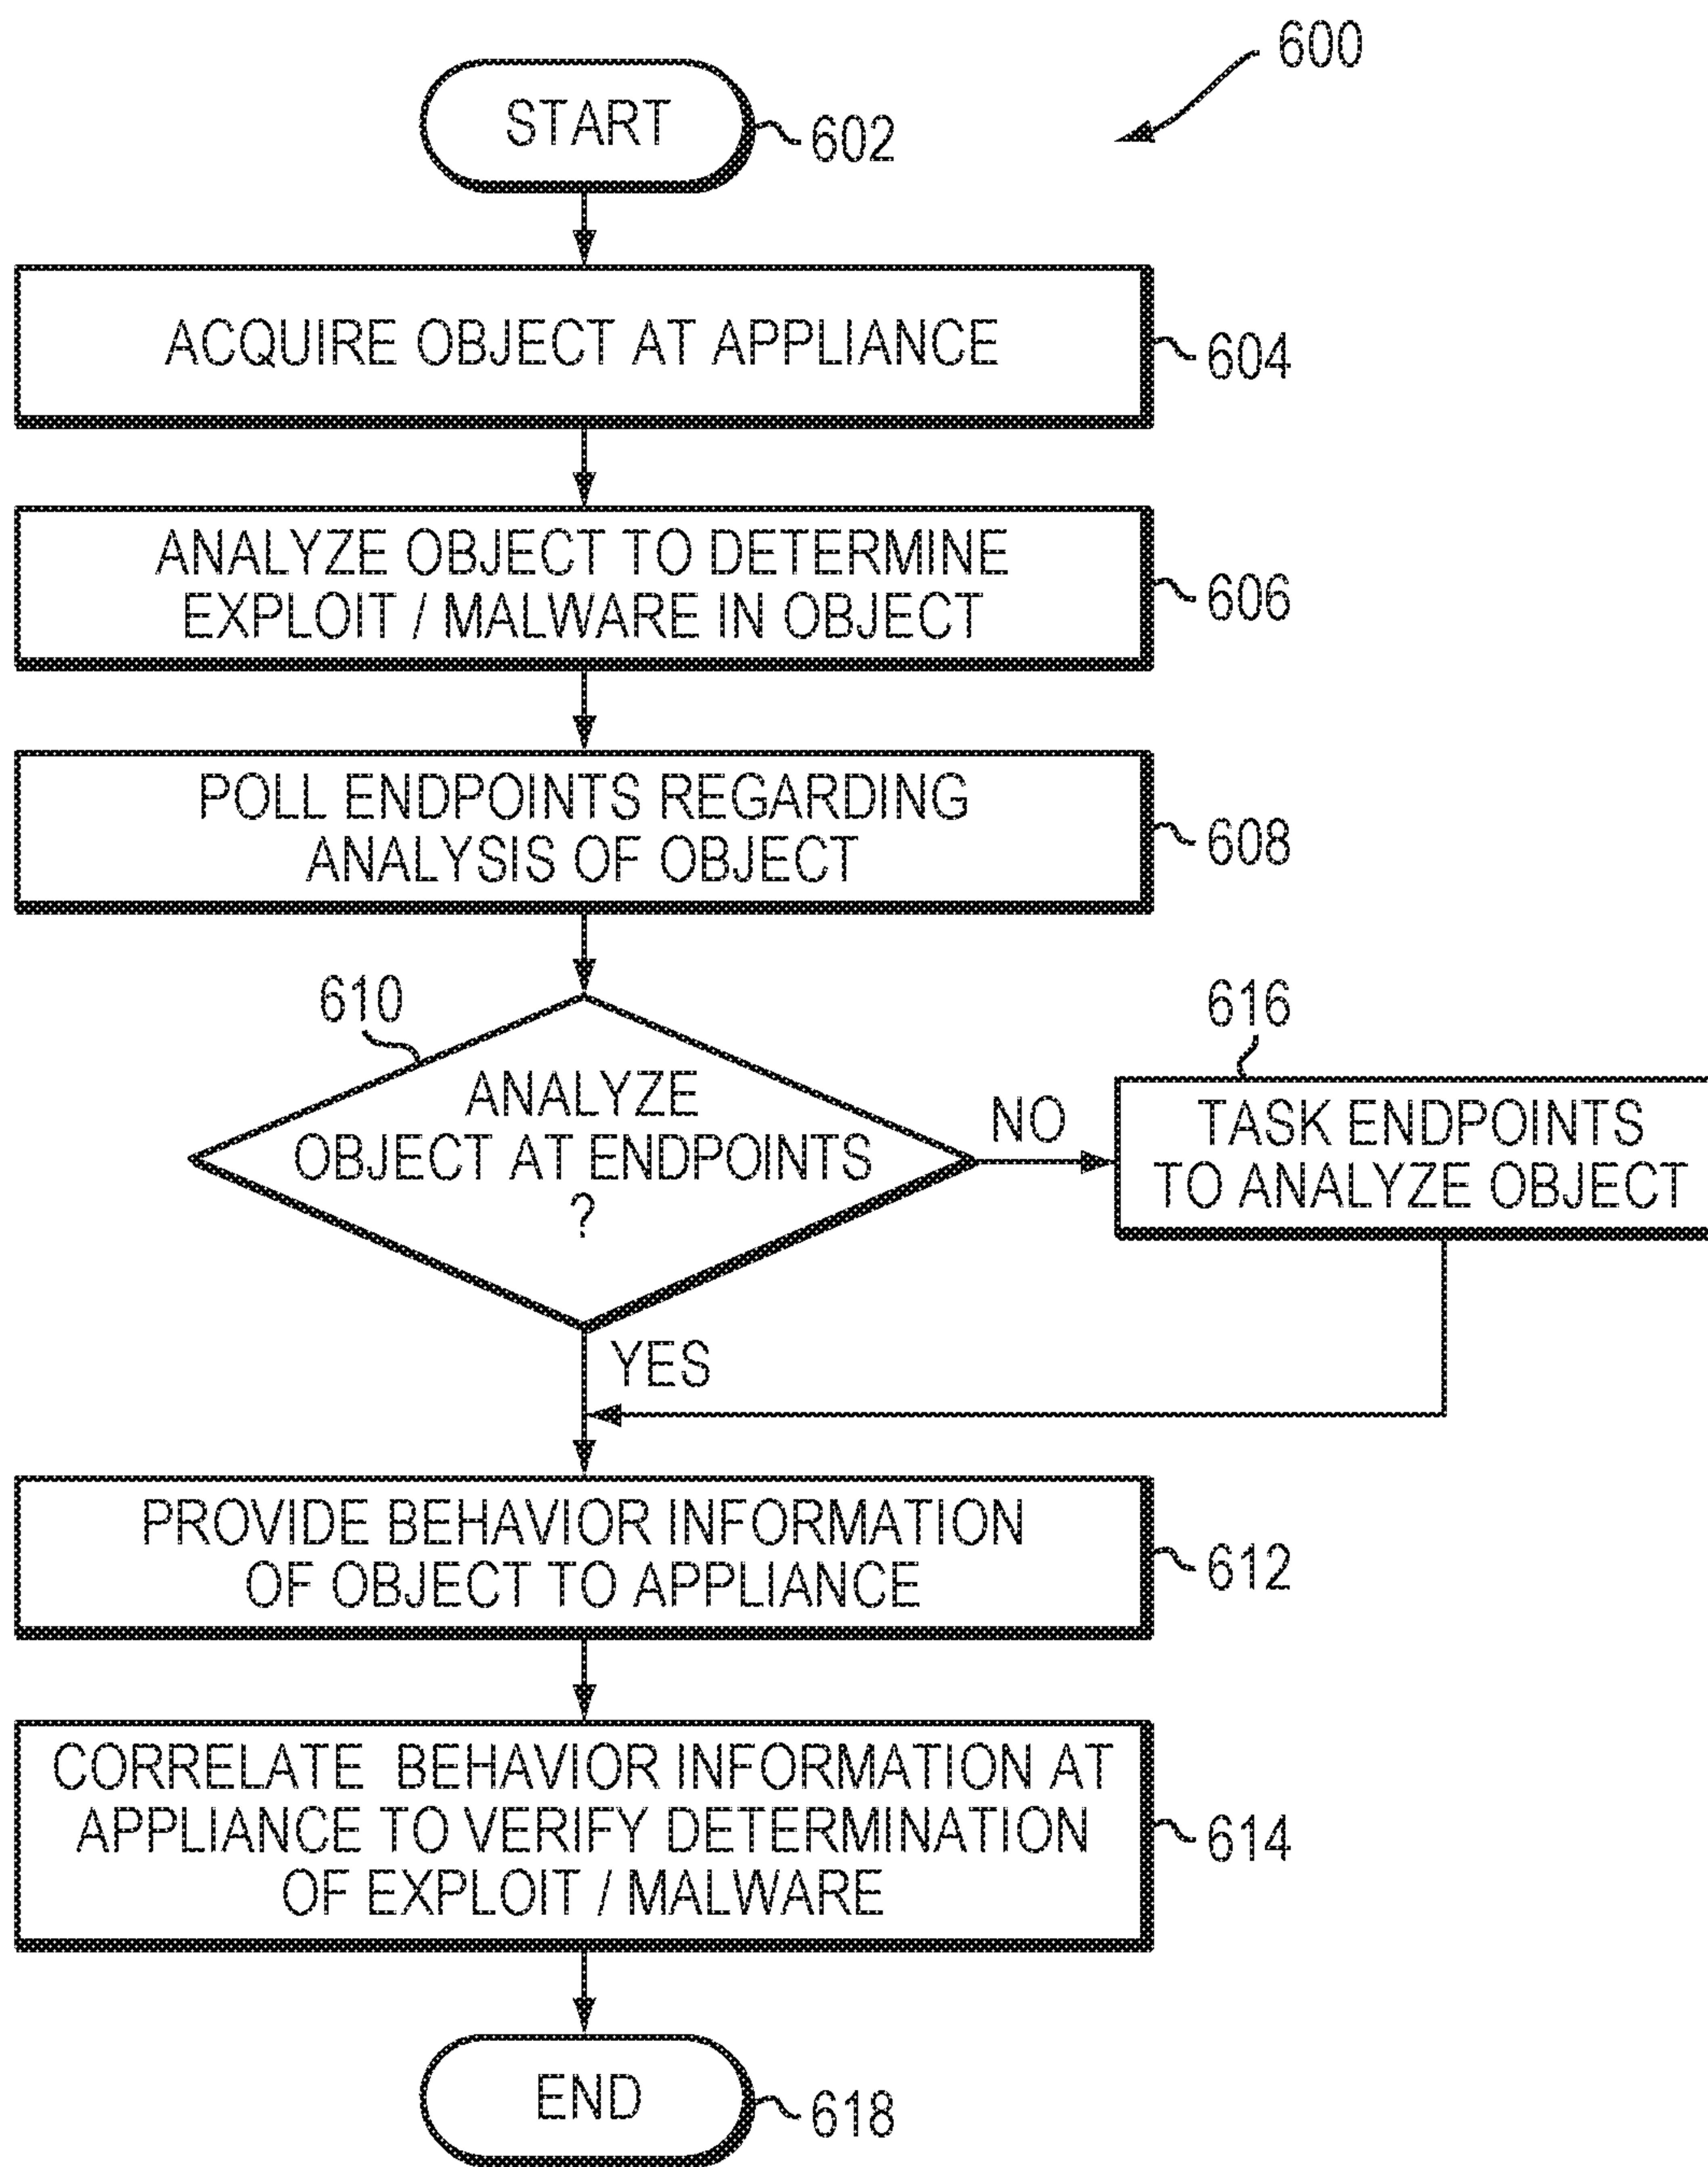 600
START
602
ACQUIRE OBJECT AT APPLIANCE
604
ANALYZE OBJECT TO DETERMINE
EXPLOIT / MALWARE IN OBJECT
606
POLL ENDPOINTS REGARDING
ANALYSIS OF OBJECT
608
610
ANALYZE
OBJECT AT ENDPOINTS
?
NO
616
TASK ENDPOINTS
TO ANALYZE OBJECT
YES
PROVIDE BEHAVIOR INFORMATION
OF OBJECT TO APPLIANCE
612
CORRELATE BEHAVIOR INFORMATION AT
APPLIANCE TO VERIFY DETERMINATION
OF EXPLOIT / MALWARE
614
END
618